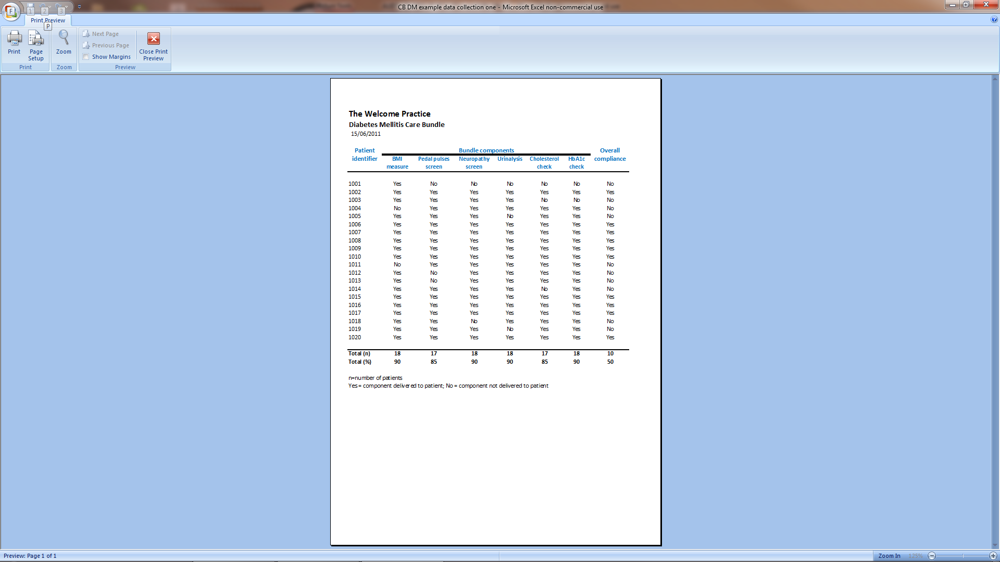 CB DM example data collection one - Microsoft Excel non-commercial use
F 1 2 3
Print Preview
P
Print
Page Setup
Zoom
Next Page
Previous Page
Show Margins
Close Print Preview
Print Zoom Preview
The Welcome Practice
Diabetes Mellitis Care Bundle
15/06/2011
Patient Bundle components Overall
identifier BMI Pedal pulses Neuropathy Urinalysis Cholesterol HbA1c compliance
measure screen screen check check
1001 Yes No No No No No No
1002 Yes Yes Yes Yes Yes Yes Yes
1003 Yes Yes Yes Yes No No No
1004 No Yes Yes Yes Yes Yes No
1005 Yes Yes Yes No Yes Yes No
1006 Yes Yes Yes Yes Yes Yes Yes
1007 Yes Yes Yes Yes Yes Yes Yes
1008 Yes Yes Yes Yes Yes Yes Yes
1009 Yes Yes Yes Yes Yes Yes Yes
1010 Yes Yes Yes Yes Yes Yes Yes
1011 No Yes Yes Yes Yes Yes No
1012 Yes No Yes Yes Yes Yes No
1013 Yes No Yes Yes Yes Yes No
1014 Yes Yes Yes Yes No Yes No
1015 Yes Yes Yes Yes Yes Yes Yes
1016 Yes Yes Yes Yes Yes Yes Yes
1017 Yes Yes Yes Yes Yes Yes Yes
1018 Yes Yes No Yes Yes Yes No
1019 Yes Yes Yes No Yes Yes No
1020 Yes Yes Yes Yes Yes Yes Yes
Total (n) 18 17 18 18 17 18 10
Total (%) 90 85 90 90 85 90 50
n=number of patients
Yes = component delivered to patient; No = component not delivered to patient
Preview: Page 1 of 1
Zoom In 125%